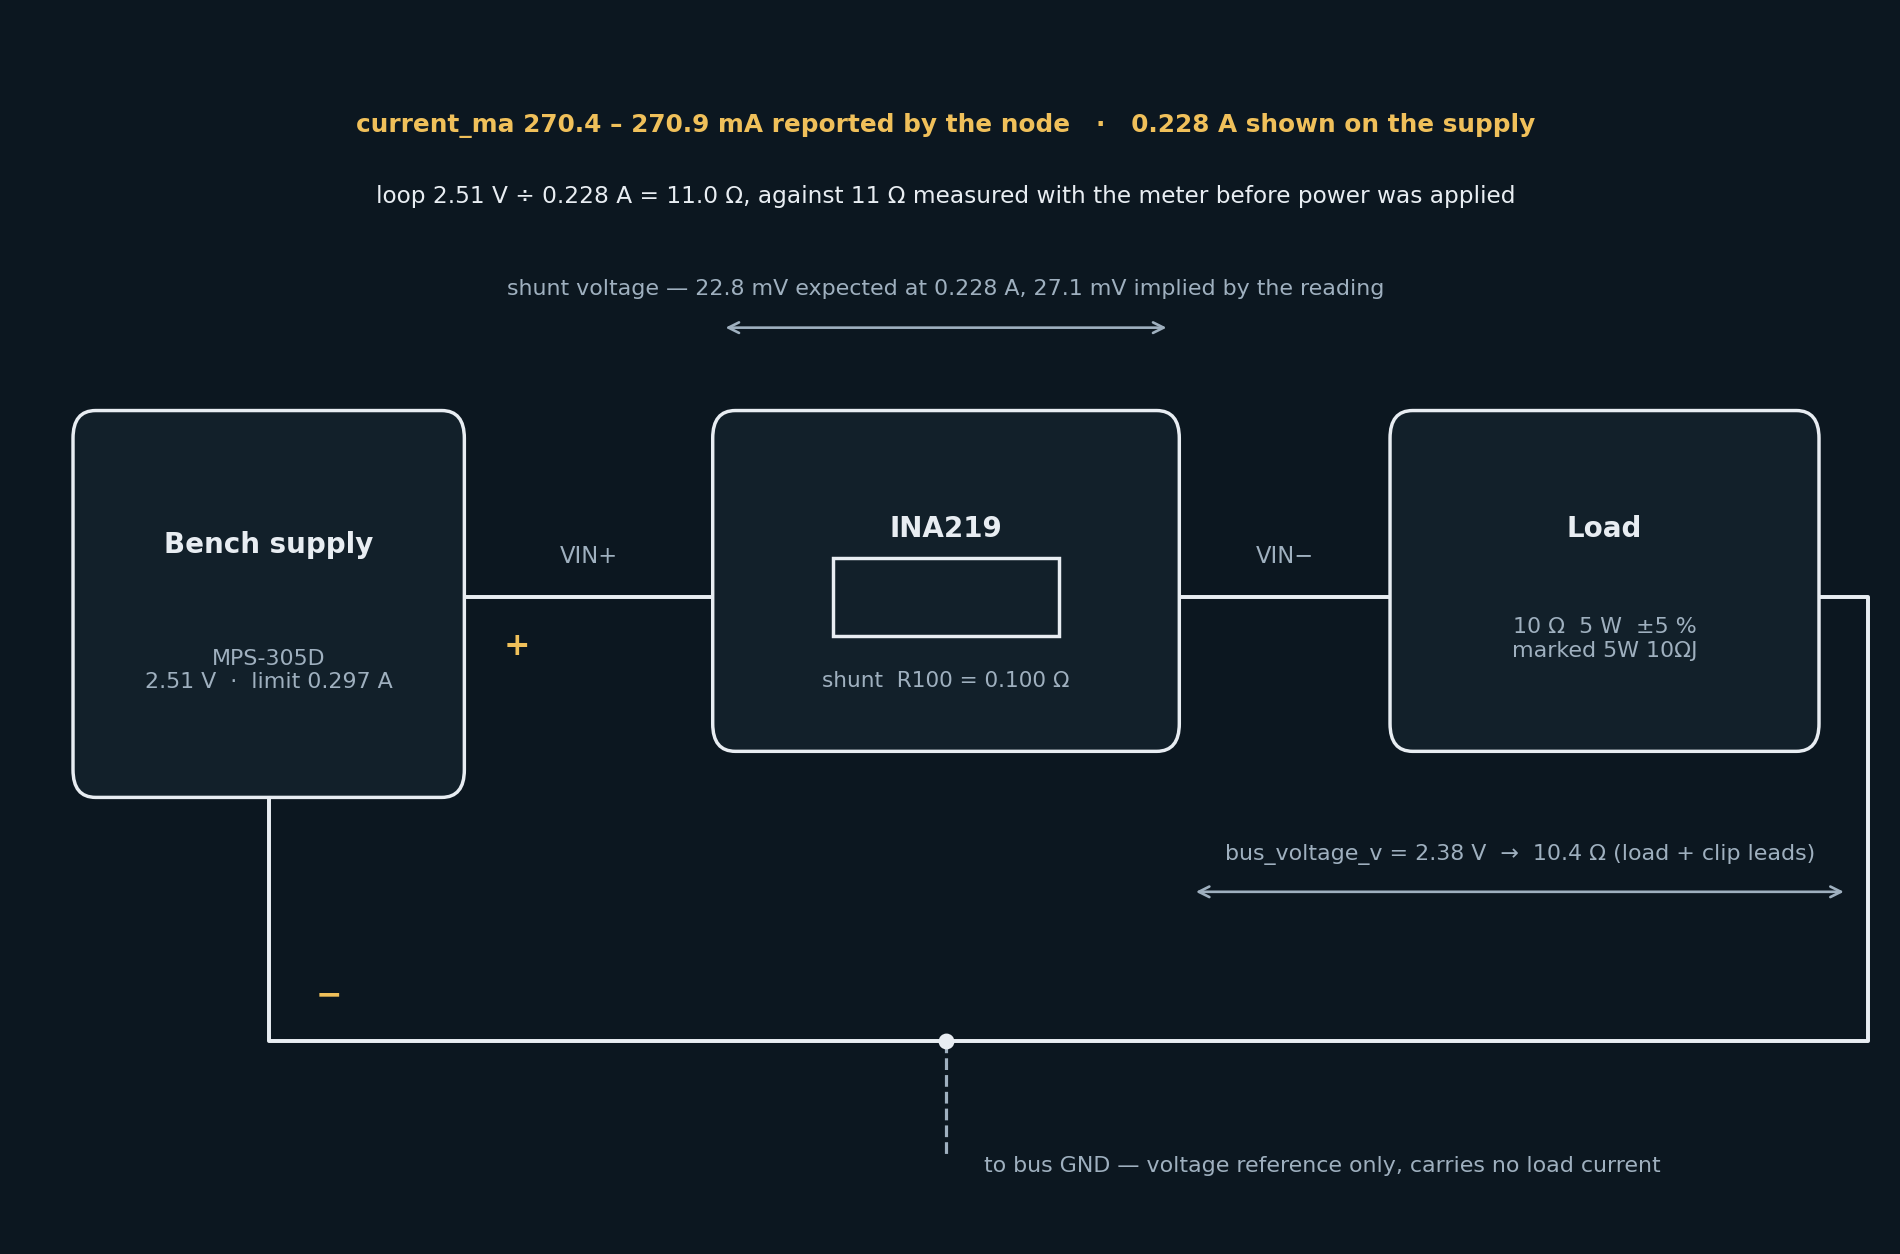 current_ma 270.4 – 270.9 mA reported by the node · 0.228 A shown on the supply
loop 2.51 V ÷ 0.228 A = 11.0 Ω, against 11 Ω measured with the meter before power was applied
shunt voltage — 22.8 mV expected at 0.228 A, 27.1 mV implied by the reading
Bench supply
MPS-305D
2.51 V · limit 0.297 A
VIN+
+
INA219
shunt R100 = 0.100 Ω
VIN−
Load
10 Ω 5 W ±5 %
marked 5W 10ΩJ
bus_voltage_v = 2.38 V → 10.4 Ω (load + clip leads)
−
to bus GND — voltage reference only, carries no load current